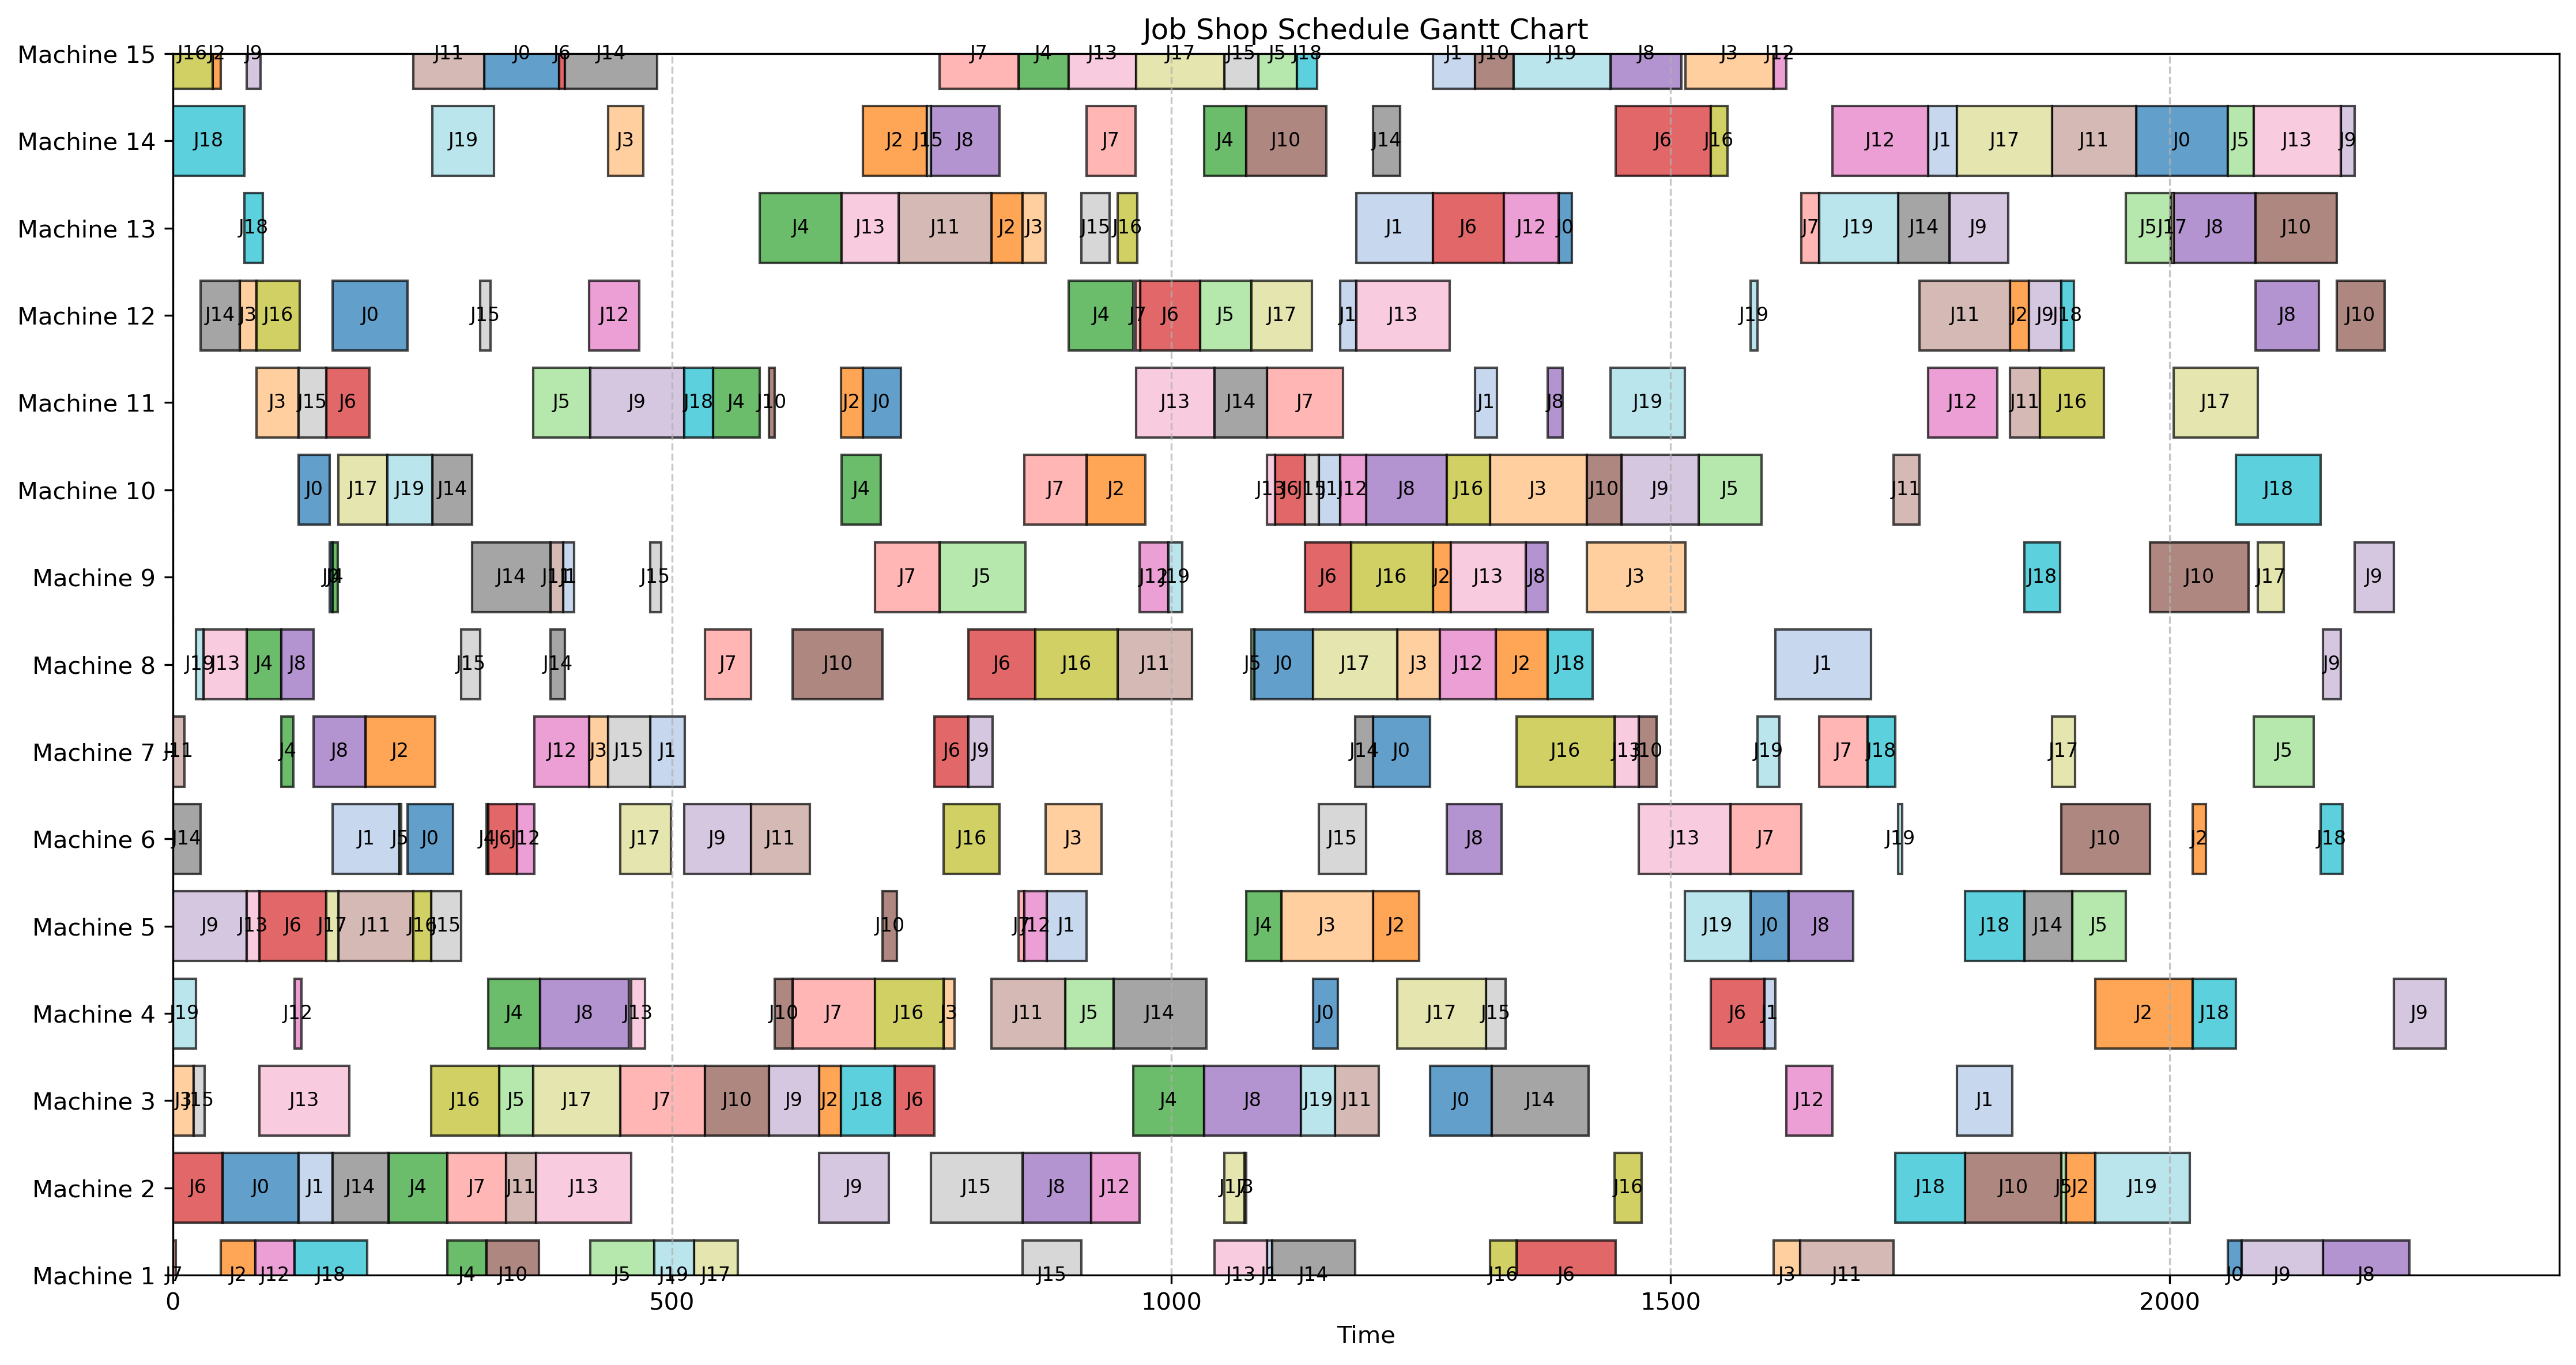 Job Shop Schedule Gantt Chart
Machine 15 J16 J2 J9 J11 J0 J6 J14 J7 J4 J13 J17 J15 J5 J18 J1 J10 J19 J8 J3 J12
Machine 14 J18 J19 J3 J2 J15 J8 J7 J4 J10 J14 J6 J16 J12 J1 J17 J11 J0 J5 J13 J9
Machine 13 J18 J4 J13 J11 J2 J3 J15 J16 J1 J6 J12 J0 J7 J19 J14 J9 J5 J17 J8 J10
Machine 12 J14 J3 J16 J0 J15 J12 J4 J7 J6 J5 J17 J1 J13 J19 J11 J2 J9 J18 J8 J10
Machine 11 J3 J15 J6 J5 J9 J18 J4 J10 J2 J0 J13 J14 J7 J1 J8 J19 J12 J11 J16 J17
Machine 10 J0 J17 J19 J14 J4 J7 J2 J13 J6 J15 J1 J12 J8 J16 J3 J10 J9 J5 J11 J18
Machine 9 J4 J14 J11 J1 J15 J7 J5 J12 J19 J6 J16 J2 J13 J8 J3 J18 J10 J17 J9
Machine 8 J19 J13 J4 J8 J15 J14 J7 J10 J6 J16 J11 J5 J0 J17 J3 J12 J2 J18 J1 J9
Machine 7 J11 J4 J8 J2 J12 J3 J15 J1 J6 J9 J14 J0 J16 J13 J10 J19 J7 J18 J17 J5
Machine 6 J14 J1 J5 J0 J4 J6 J12 J17 J9 J11 J16 J3 J15 J8 J13 J7 J19 J10 J2 J18
Machine 5 J9 J13 J6 J17 J11 J16 J15 J10 J7 J12 J1 J4 J3 J2 J19 J0 J8 J18 J14 J5
Machine 4 J19 J12 J4 J8 J13 J10 J7 J16 J3 J11 J5 J14 J0 J17 J15 J6 J1 J2 J18 J9
Machine 3 J3 J15 J13 J16 J5 J17 J7 J10 J9 J2 J18 J6 J4 J8 J19 J11 J0 J14 J12 J1
Machine 2 J6 J0 J1 J14 J4 J7 J11 J13 J9 J15 J8 J12 J17 J3 J16 J18 J10 J5 J2 J19
Machine 1 J7 J2 J12 J18 J4 J10 J5 J19 J17 J15 J13 J1 J14 J16 J6 J3 J11 J0 J9 J8
0 500 1000 1500 2000
Time